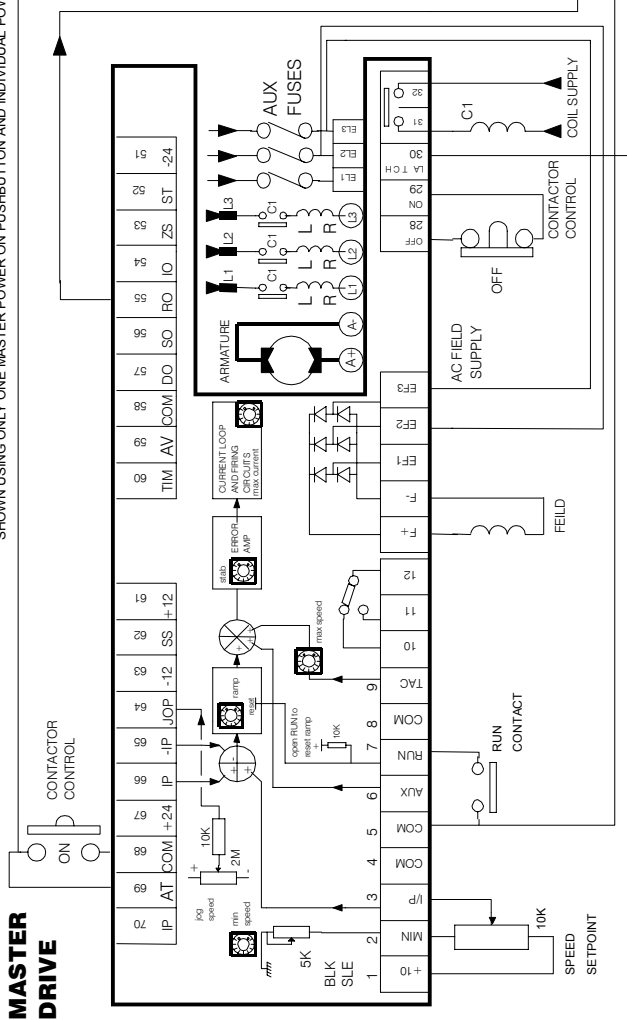 SHOWN USING ONLY ONE MASTER POWER ON PUSHBUTTON AND INDIVIDUAL
MASTER
DRIVE
CONTACTOR
CONTROL
ON
70 69 68 67 66 65 64 63 62 61
IP AT COM +24 IP -IP JOP -12 SS +12
60 59 58 57 56 55 54 53 52 51
TIM AV COM DO SO RO IO ZS ST -24
jog
speed
+
-
10K
2M
min
speed
5K
BLK
SLE
+ -
+
ramp
reset
open RUN to
reset ramp
+
10K
max speed
stab
ERROR
AMP
CURRENT LOOP
AND FIRING
CIRCUITS
max current
ARMATURE
A+ A-
L1 L2 L3
C1 C1 C1
L R L R L R
L1 L2 L3
AUX
FUSES
EL1 EL2 EL3
1 2 3 4 5 6 7 8 9 10 11 12
+10 MIN I/P COM COM AUX RUN COM TAC
F+ F- EF1 EF2 EF3
28 29 30 31 32
OFF ON LATCH
10K
SPEED
SETPOINT
RUN
CONTACT
FEILD
AC FIELD
SUPPLY
OFF
CONTACTOR
CONTROL
C1
COIL SUPPLY